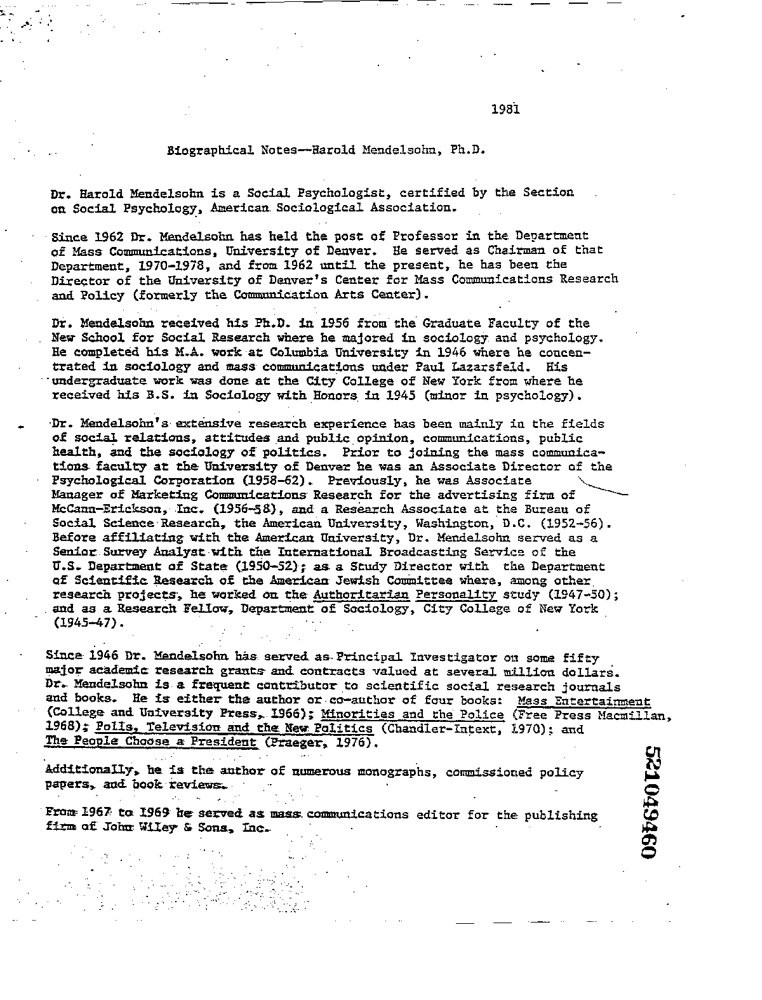 1981
Biographical Notes--Harold Mendelsohn, Ph.D.
Dr. Harold Mendelsohn is a Social Psychologist, certified by the Section
on Social Psychology, American Sociological Association.
Since 1962 Dr. Mendelsohn has held the post of Professor in the Department
of Mass Communications, University of Denver. He served as Chairman of that
Department, 1970-1978, and from 1962 until the present, he has been the
Director of the University of Denver's Center for Mass Communications Research
and Policy (formerly the Communication Arts Center).
Dr. Mendelsohn received his Ph.D. in 1956 from the Graduate Faculty of the
New School for Social Research where he majored in sociology and psychology.
He completed his M.A. work at Columbia University in 1946 where he concen-
trated in sociology and mass communications under Paul Lazarsfeld. His
undergraduate work was done at the City College of New York from where he
received his B.S. in Sociology with Honors in 1945 (minor in psychology).
Dr. Mendelsohn's extensive research experience has been mainly in the fields
of social relations, attitudes and public opinion, communications, public
health, and the sociology of politics. Prior to joining the mass communica-
tions faculty at the University of Denver he was an Associate Director of the
Psychological Corporation (1958-62). Previously, he was Associate
Manager of Marketing Communications Research for the advertising firm of
McCann-Erickson, Inc. (1956-58), and a Research Associate at the Bureau of
Social Science Research, the American University, Washington, D.C. (1952-56).
Before affiliating with the American University, Dr. Mendelsohn served as a
Senior Survey Analyst with the International Broadcasting Service of the
U.S. Department of State (1950-52); as a Study Director with the Department
of Scientific Research of the American Jewish Committee where, among other
research projects, he worked on the Authoritarian Personality study (1947-50);
and as a Research Fellow, Department of Sociology, City College of New York
(1945-47).
Since 1946 Dr. Mendelsohn has served as Principal Investigator on some fifty
major academic research grants and contracts valued at several million dollars.
Dr. Mendelsohn is a frequent contributor to scientific social research journals
and books. He is either the author or co-author of four books: Mass Entertainment
(College and University Press, 1966); Minorities and the Police (Free Press Macmillan,
1968); Polls, Television and the New Politics (Chandler-Intext, 1970); and
The People Choose a President (Praeger, 1976).
Additionally, he is the author of numerous monographs, commissioned policy
papers, and book reviews.
From 1967 to 1969 he served as mass communications editor for the publishing
firm of John Wiley & Sons, Inc.
521049460